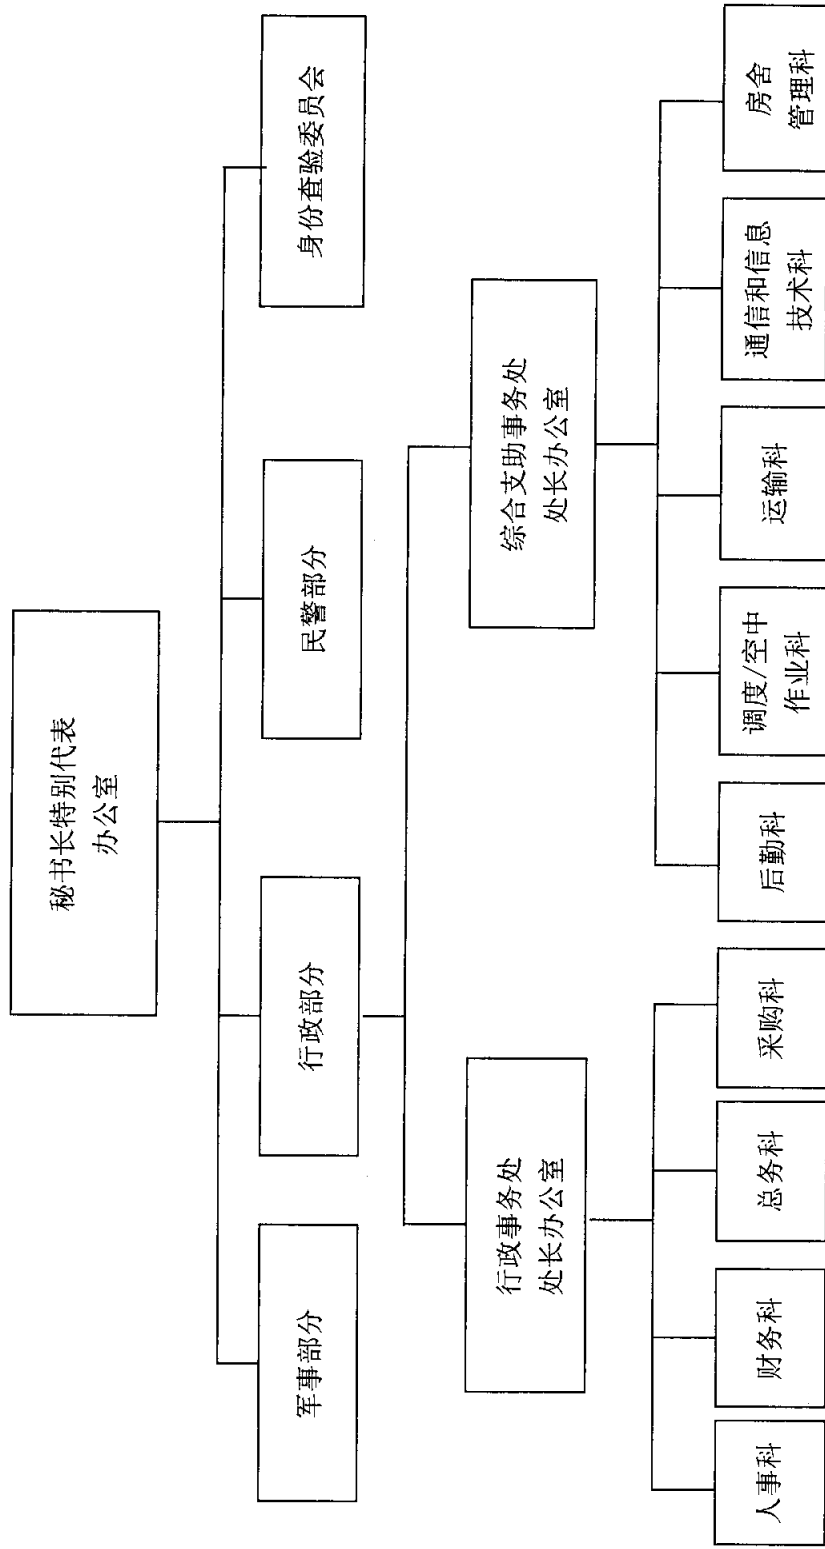 秘书长特别代表
办公室
军事部分
行政部分
民警部分
身份查验委员会
行政事务处
处长办公室
综合支助事务处
处长办公室
人事科
财务科
总务科
采购科
后勤科
调度/空中
作业科
运输科
通信和信息
技术科
房舍
管理科